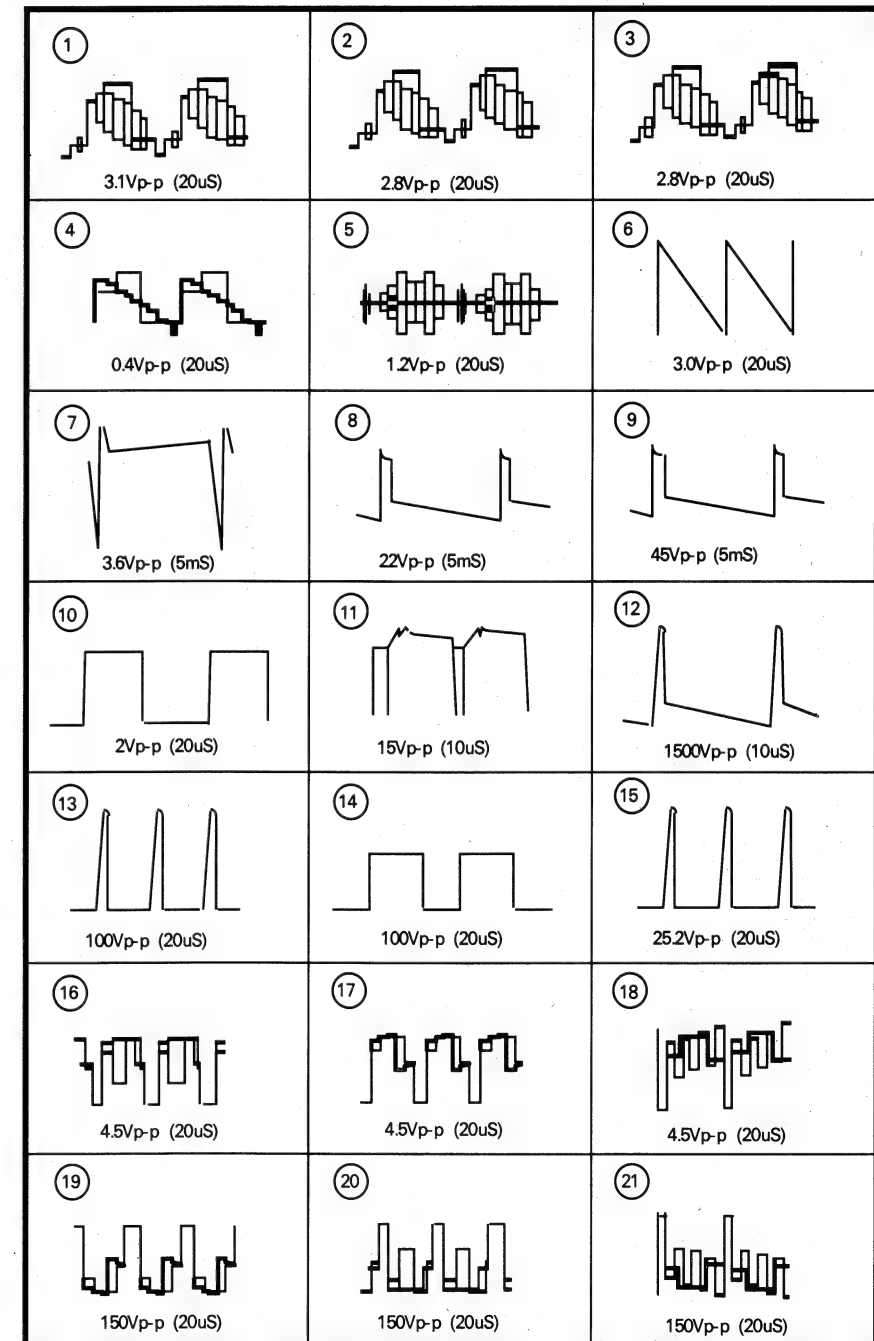 1
2
3
3.1Vp-p (20uS)
2.8Vp-p (20uS)
2.8Vp-p (20uS)
4
5
6
0.4Vp-p (20uS)
1.2Vp-p (20uS)
3.0Vp-p (20uS)
7
8
9
3.6Vp-p (5mS)
22Vp-p (5mS)
45Vp-p (5mS)
10
11
12
2Vp-p (20uS)
15Vp-p (10uS)
1500Vp-p (10uS)
13
14
15
100Vp-p (20uS)
100Vp-p (20uS)
25.2Vp-p (20uS)
16
17
18
4.5Vp-p (20uS)
4.5Vp-p (20uS)
4.5Vp-p (20uS)
19
20
21
150Vp-p (20uS)
150Vp-p (20uS)
150Vp-p (20uS)